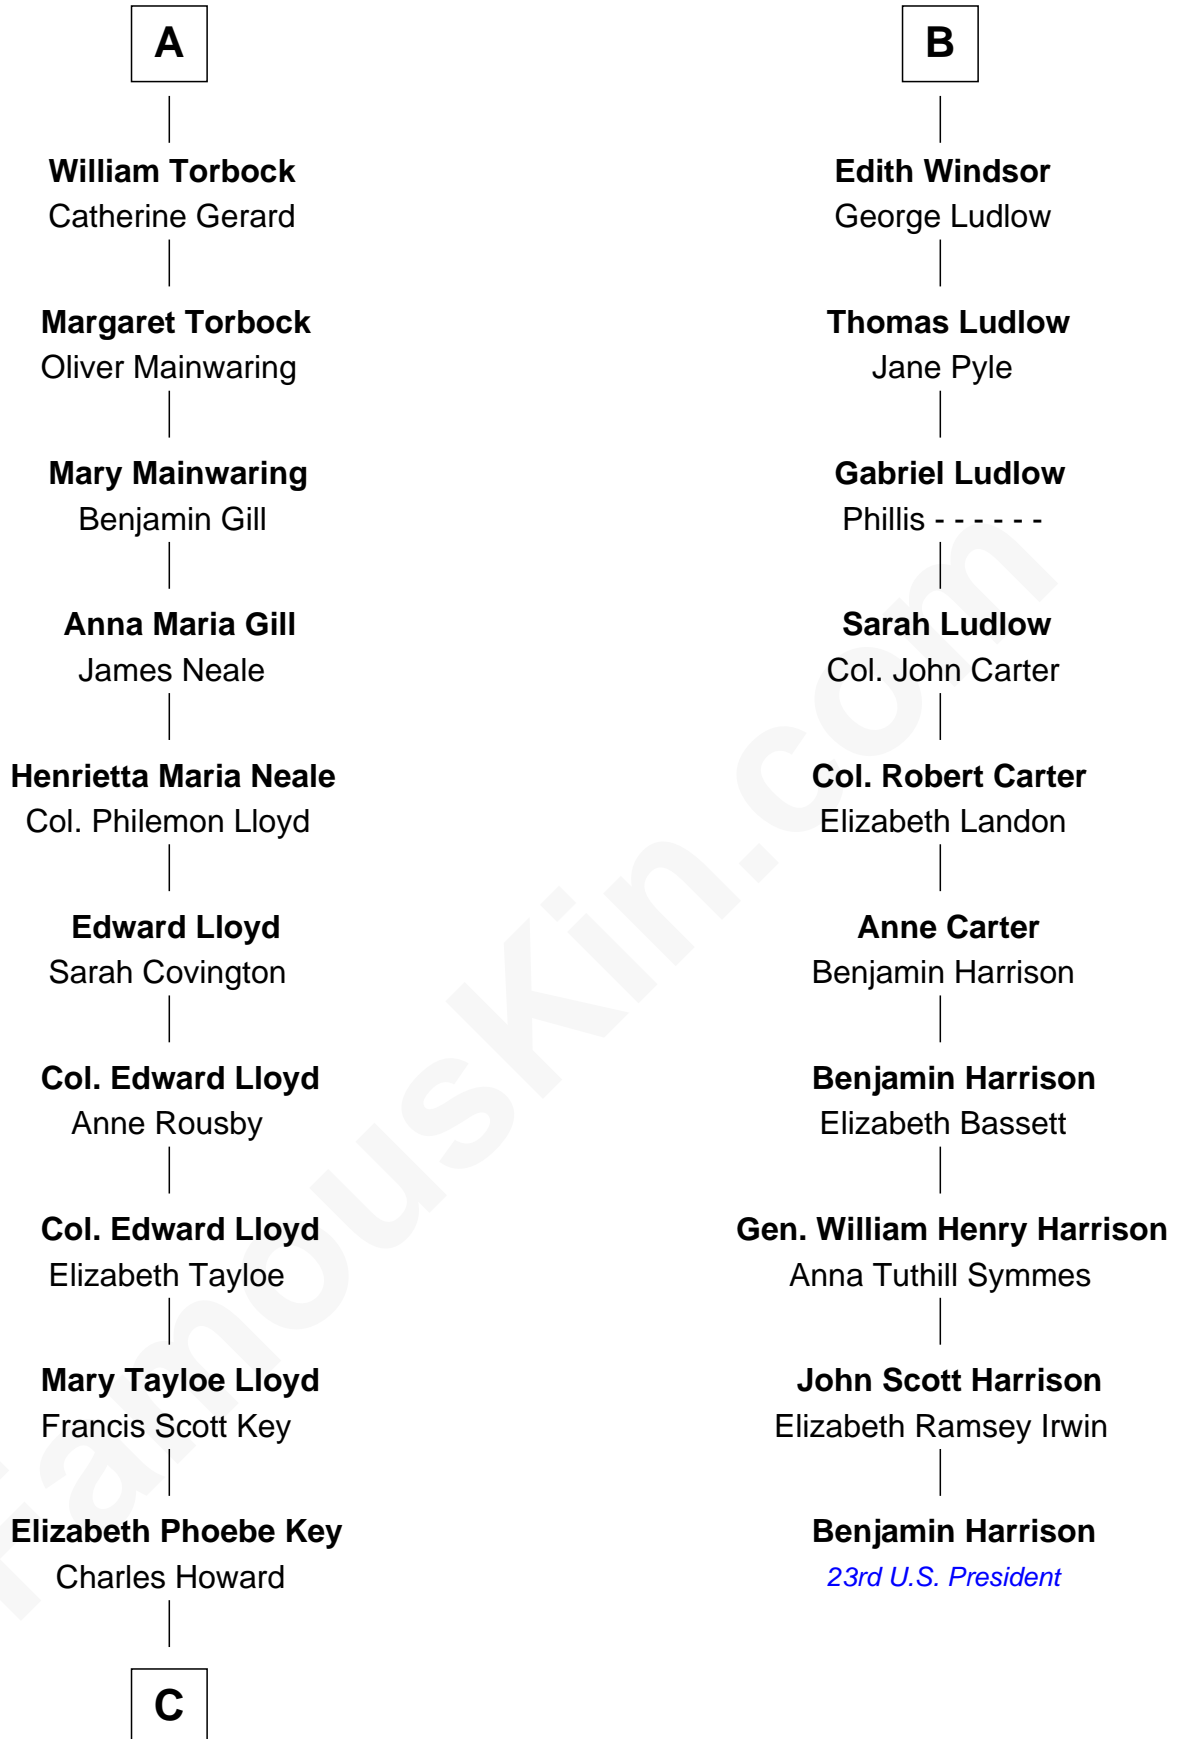 A
William Torbock
Catherine Gerard
Margaret Torbock
Oliver Mainwaring
Mary Mainwaring
Benjamin Gill
Anna Maria Gill
James Neale
Henrietta Maria Neale
Col. Philemon Lloyd
Edward Lloyd
Sarah Covington
Col. Edward Lloyd
Anne Rousby
Col. Edward Lloyd
Elizabeth Tayloe
Mary Tayloe Lloyd
Francis Scott Key
Elizabeth Phoebe Key
Charles Howard
C
B
Edith Windsor
George Ludlow
Thomas Ludlow
Jane Pyle
Gabriel Ludlow
Phillis - - - - - -
Sarah Ludlow
Col. John Carter
Col. Robert Carter
Elizabeth Landon
Anne Carter
Benjamin Harrison
Benjamin Harrison
Elizabeth Bassett
Gen. William Henry Harrison
Anna Tuthill Symmes
John Scott Harrison
Elizabeth Ramsey Irwin
Benjamin Harrison
23rd U.S. President
FamousKin.com